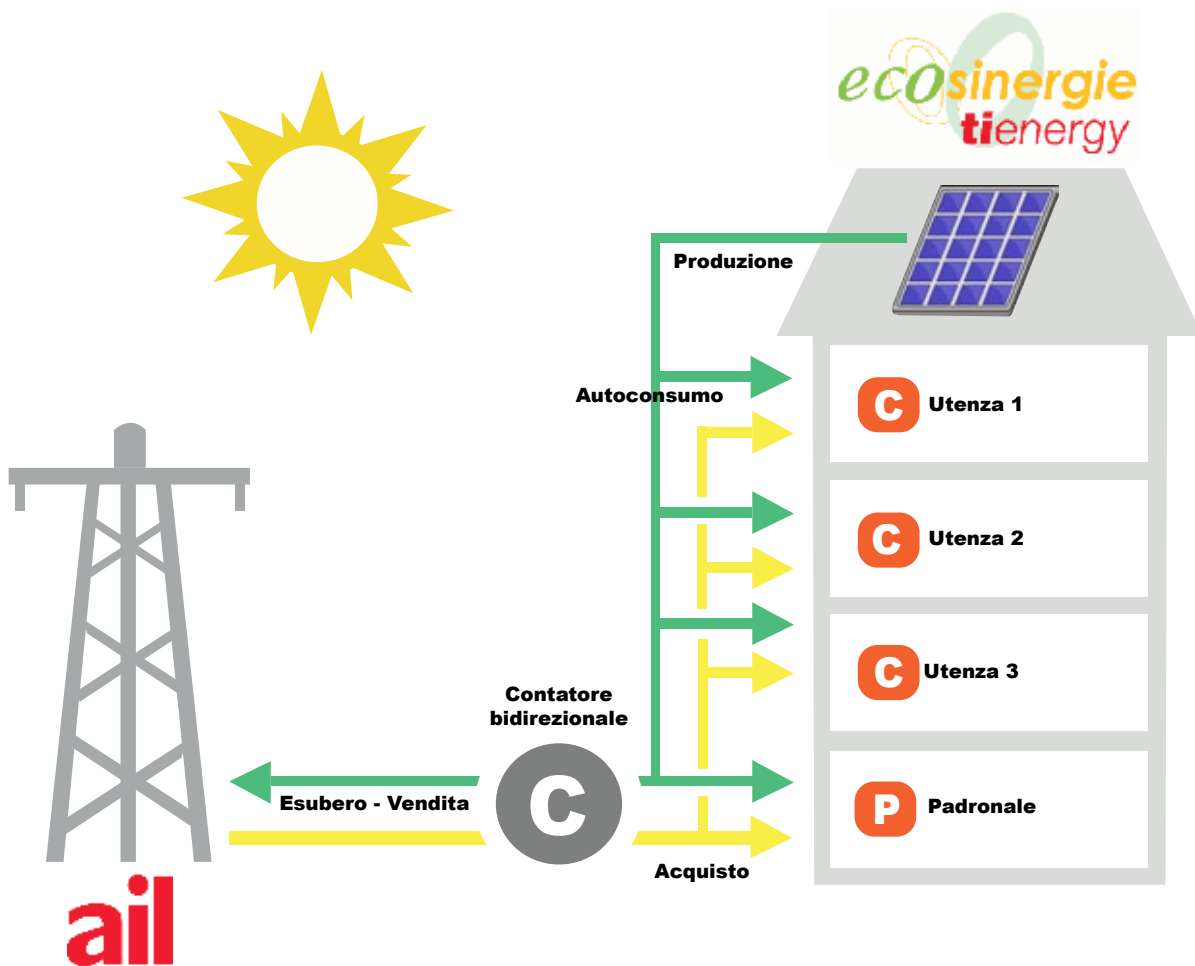 ecosinergie
tienergy
Produzione
Autoconsumo
C Utenza 1
C Utenza 2
C Utenza 3
Contatore
bidirezionale
C
Esubero - Vendita
P Padronale
Acquisto
ail